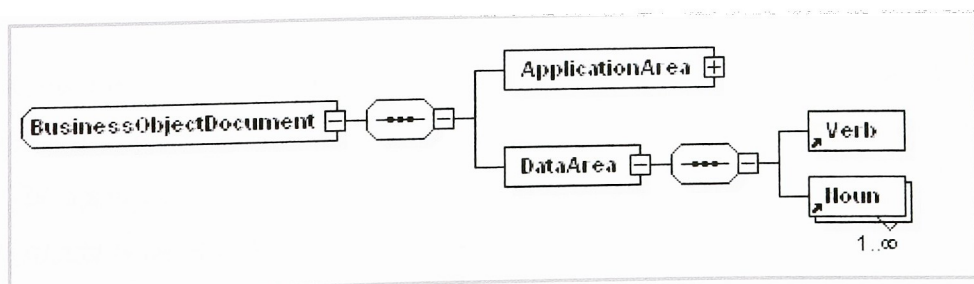 ApplicationArea
BusinessObjectDocument
Verb
DataArea
Noun
1..∞